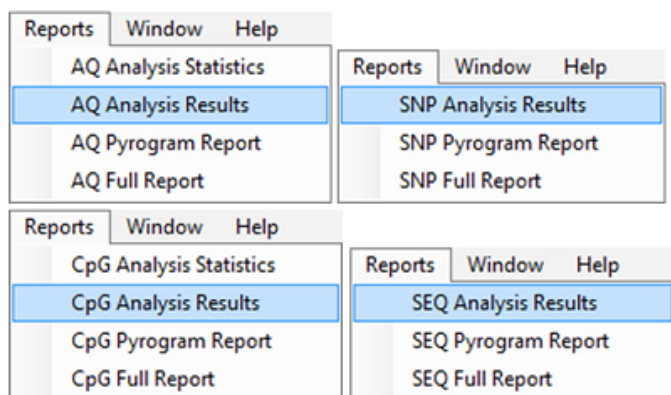 Reports Window Help
AQ Analysis Statistics
AQ Analysis Results
AQ Pyrogram Report
AQ Full Report
Reports Window Help
SNP Analysis Results
SNP Pyrogram Report
SNP Full Report
Reports Window Help
CpG Analysis Statistics
CpG Analysis Results
CpG Pyrogram Report
CpG Full Report
Reports Window Help
SEQ Analysis Results
SEQ Pyrogram Report
SEQ Full Report